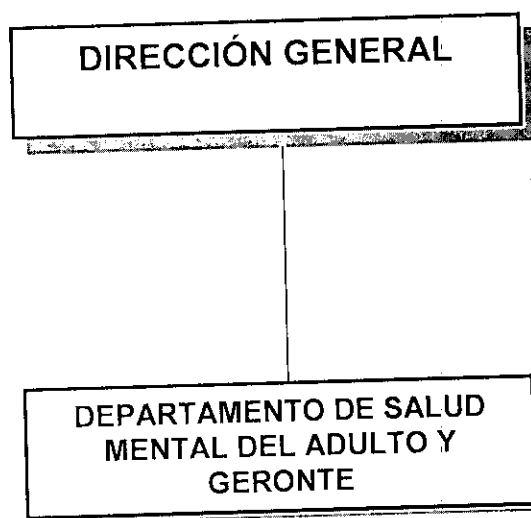 DIRECCIÓN GENERAL
DEPARTAMENTO DE SALUD
MENTAL DEL ADULTO Y
GERONTE